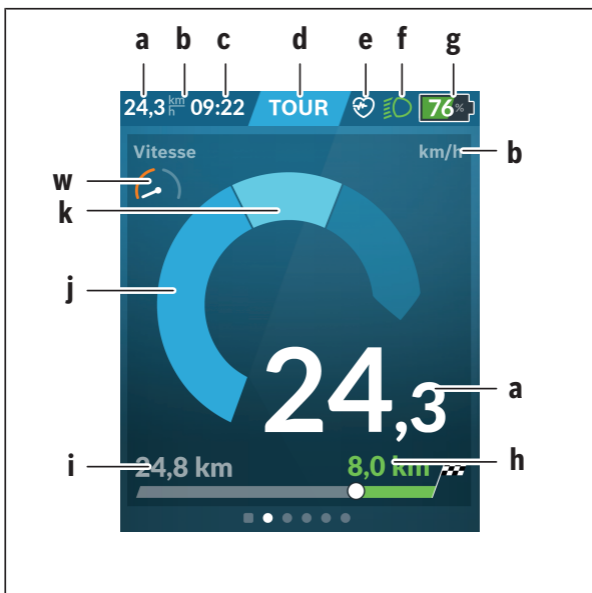 a b c d e f g
24,3 km/h 09:22 TOUR 76%
Vitesse km/h b
w
k
j
24,3 a
i 24,8 km 8,0 km h